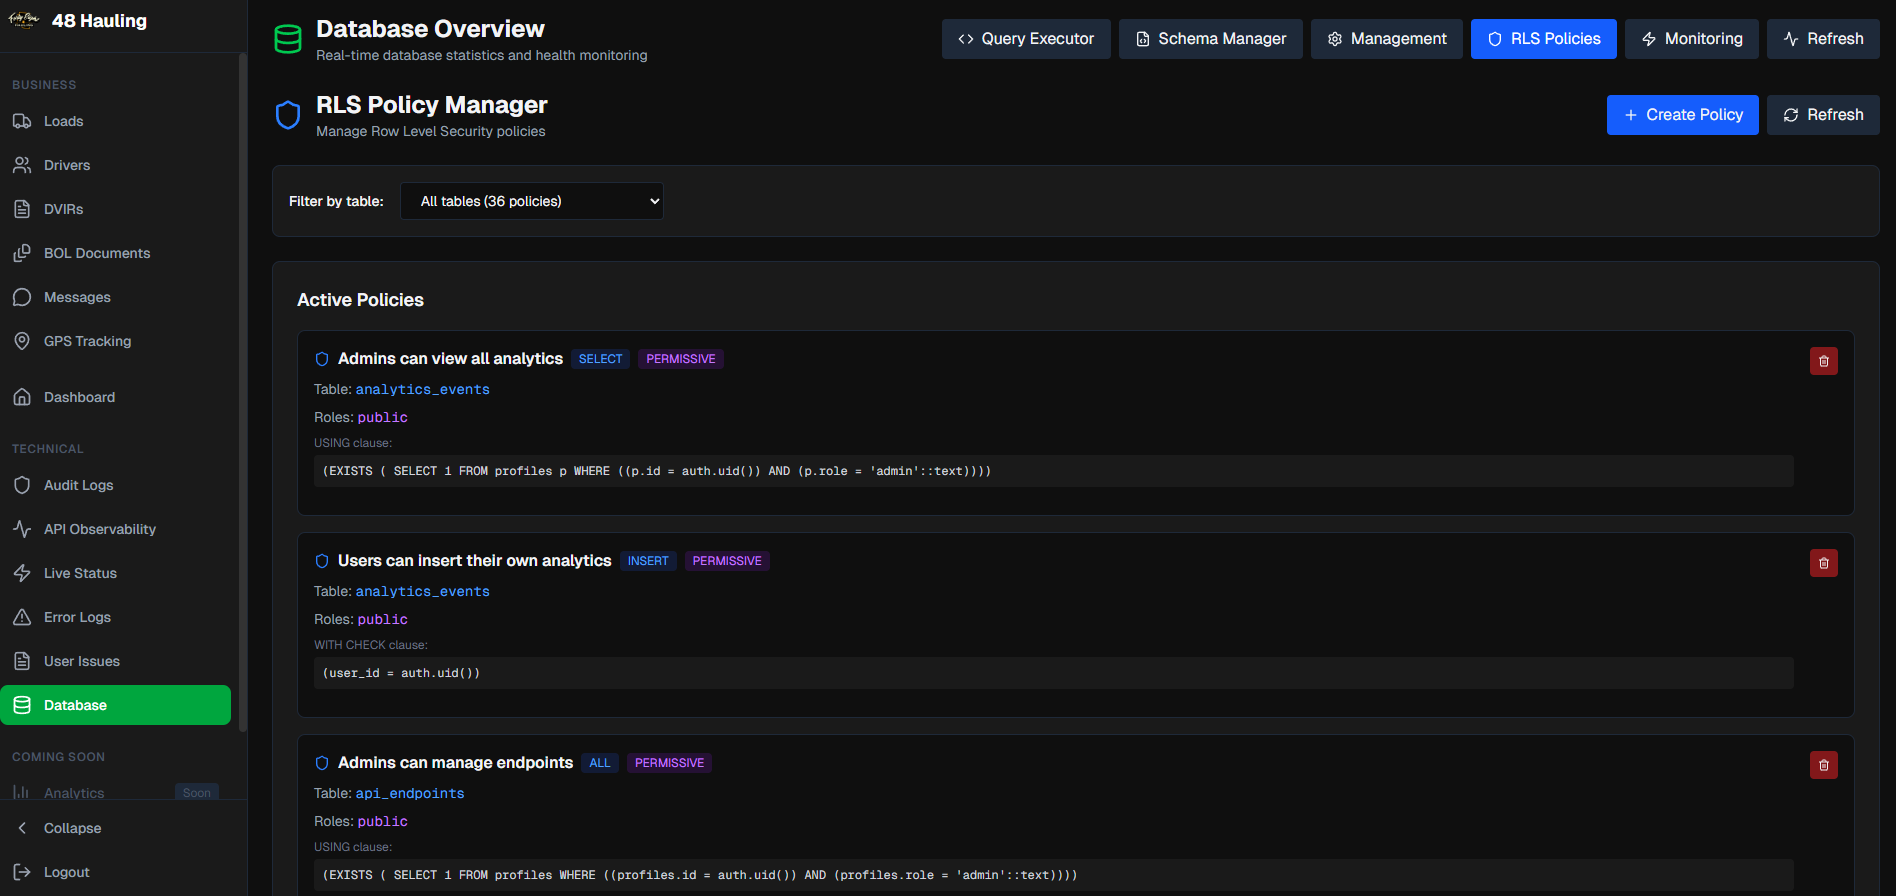 48 Hauling
BUSINESS
Loads
Drivers
DVIRs
BOL Documents
Messages
GPS Tracking
Dashboard
TECHNICAL
Audit Logs
API Observability
Live Status
Error Logs
User Issues
Database
COMING SOON
Analytics Soon
Collapse
Logout
Database Overview
Real-time database statistics and health monitoring
Query Executor
Schema Manager
Management
RLS Policies
Monitoring
Refresh
RLS Policy Manager
Manage Row Level Security policies
Create Policy
Refresh
Filter by table: All tables (36 policies)
Active Policies
Admins can view all analytics SELECT PERMISSIVE
Table: analytics_events
Roles: public
USING clause:
(EXISTS ( SELECT 1 FROM profiles p WHERE ((p.id = auth.uid()) AND (p.role = 'admin'::text))))
Users can insert their own analytics INSERT PERMISSIVE
Table: analytics_events
Roles: public
WITH CHECK clause:
(user_id = auth.uid())
Admins can manage endpoints ALL PERMISSIVE
Table: api_endpoints
Roles: public
USING clause:
(EXISTS ( SELECT 1 FROM profiles WHERE ((profiles.id = auth.uid()) AND (profiles.role = 'admin'::text))))